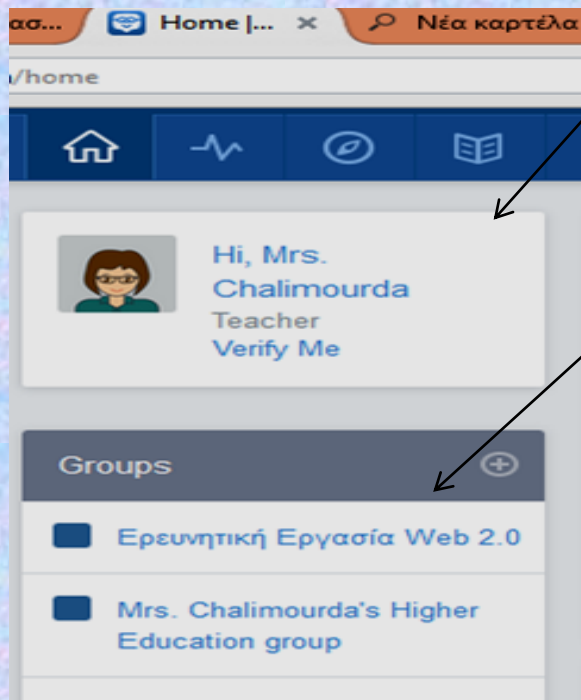 ασ... Home |... × Νέα καρτέλα
/home
Hi, Mrs.
Chalimourda
Teacher
Verify Me
Groups
Ερευνητική Εργασία Web 2.0
Mrs. Chalimourda's Higher
Education group